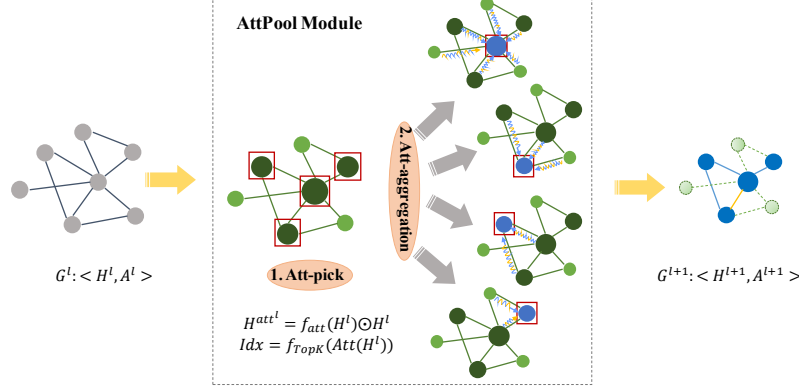 AttPool Module
2. Att-aggregation
1. Att-pick
G^l: < H^l, A^l >
H^{att^l} = f_{att}(H^l)⊙H^l
Idx = f_{TopK}(Att(H^l))
G^{l+1}: < H^{l+1}, A^{l+1} >